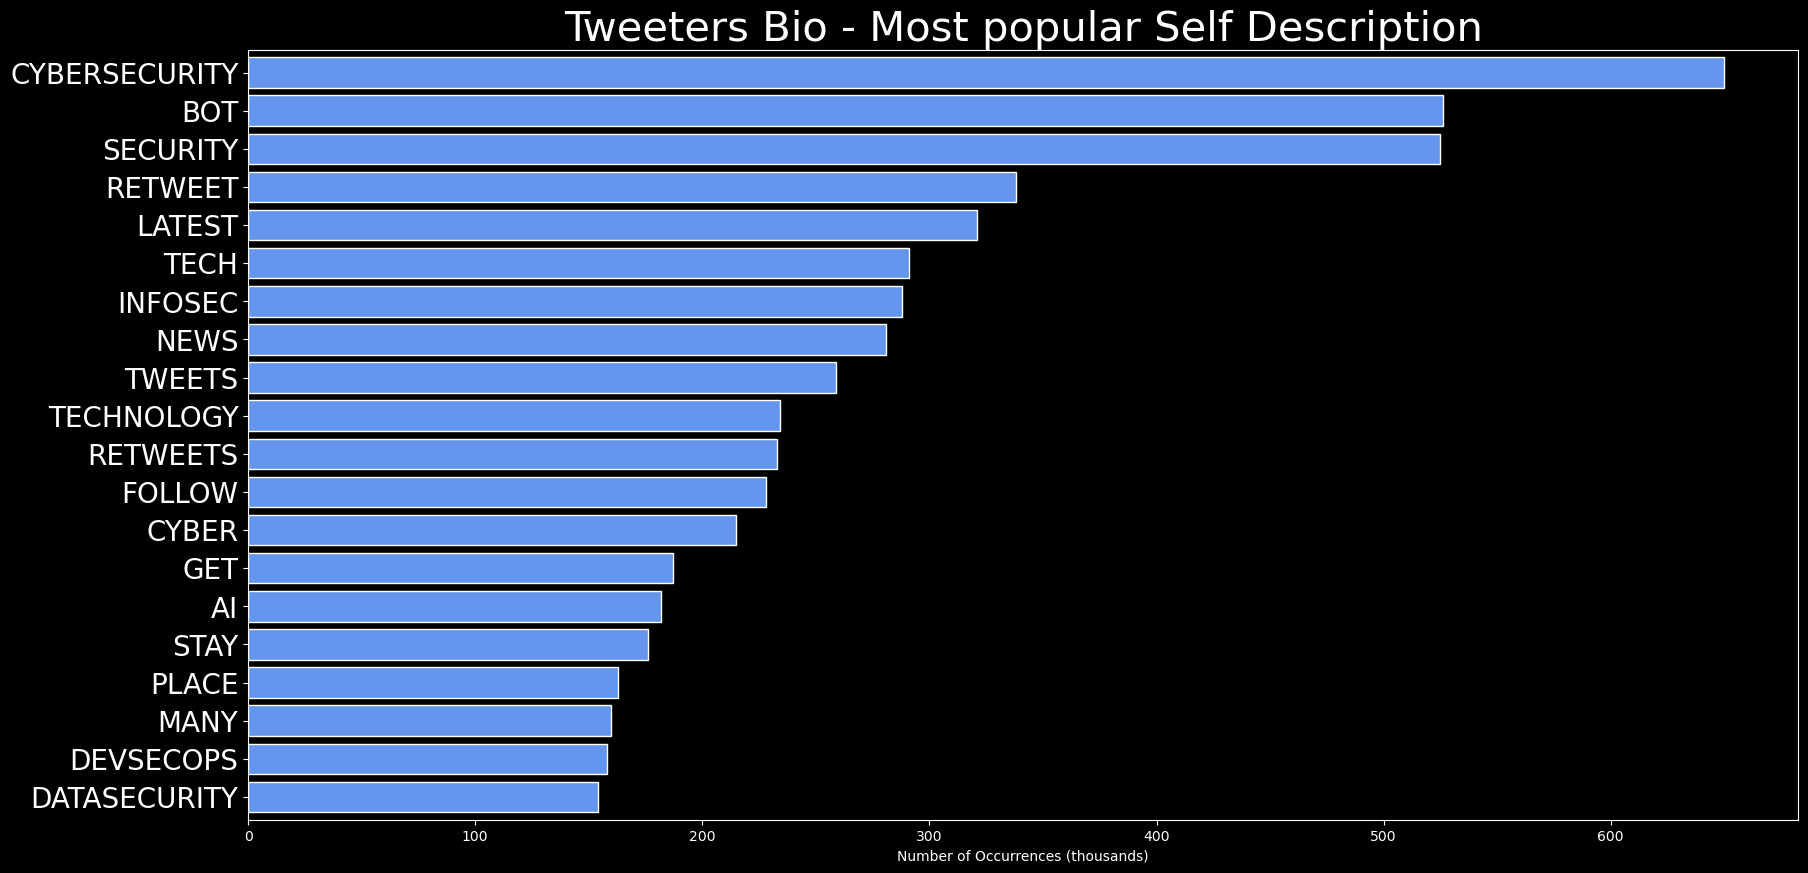 Tweeters Bio - Most popular Self Description
CYBERSECURITY
BOT
SECURITY
RETWEET
LATEST
TECH
INFOSEC
NEWS
TWEETS
TECHNOLOGY
RETWEETS
FOLLOW
CYBER
GET
AI
STAY
PLACE
MANY
DEVSECOPS
DATASECURITY
0 100 200 300 400 500 600
Number of Occurrences (thousands)